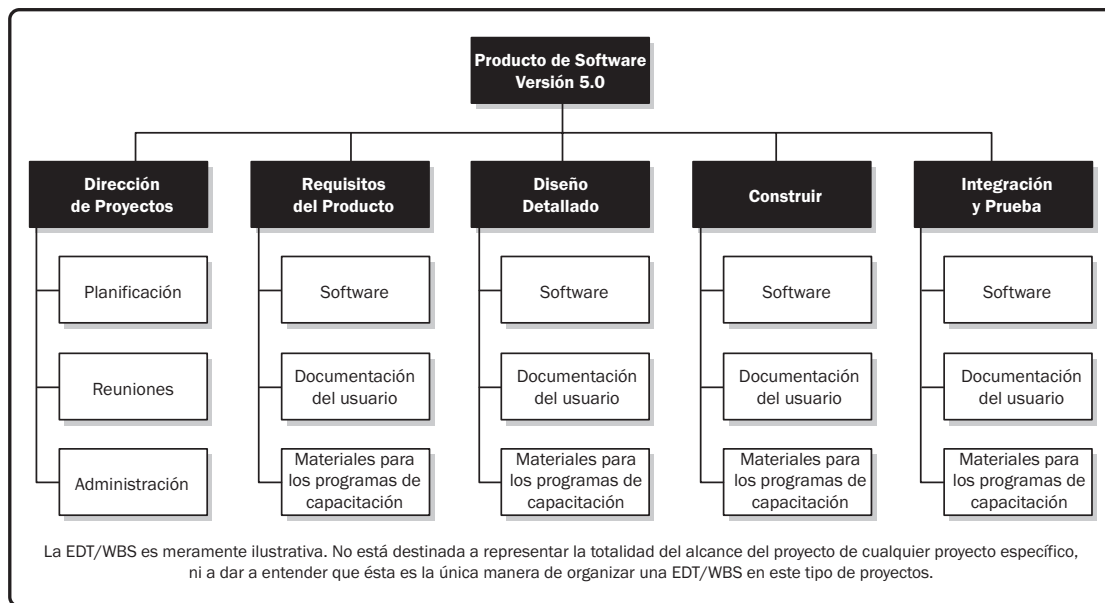 Producto de Software
Versión 5.0
Dirección
de Proyectos
Requisitos
del Producto
Diseño
Detallado
Construir
Integración
y Prueba
Planificación
Software
Software
Software
Software
Reuniones
Documentación
del usuario
Documentación
del usuario
Documentación
del usuario
Documentación
del usuario
Administración
Materiales para
los programas de
capacitación
Materiales para
los programas de
capacitación
Materiales para
los programas de
capacitación
Materiales para
los programas de
capacitación
La EDT/WBS es meramente ilustrativa. No está destinada a representar la totalidad del alcance del proyecto de cualquier proyecto específico,
ni a dar a entender que ésta es la única manera de organizar una EDT/WBS en este tipo de proyectos.